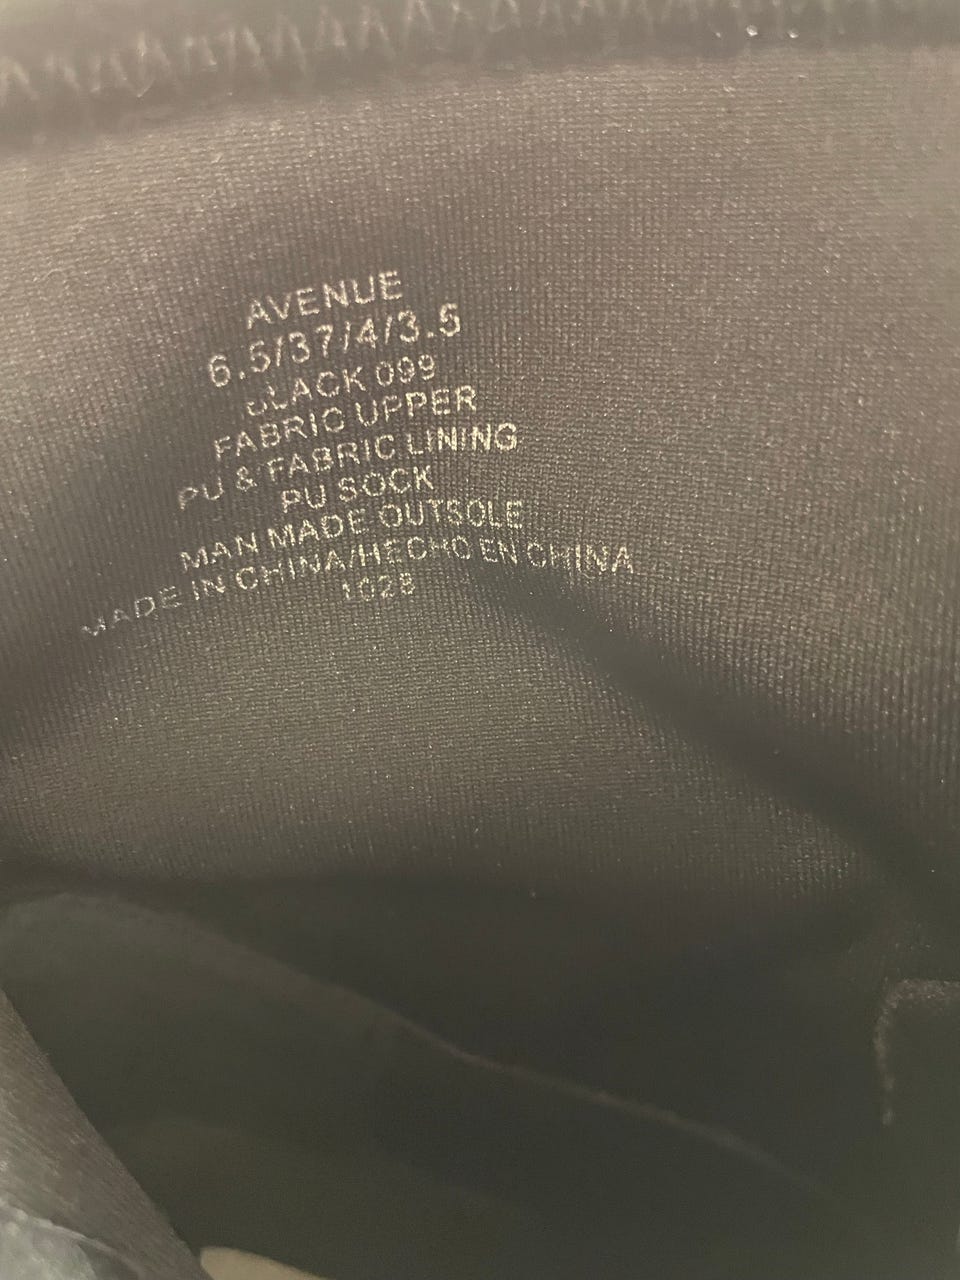 AVENUE
6.5/37/4/3.5
BLACK 099
FABRIC UPPER
PU & FABRIC LINING
PU SOCK
MAN MADE OUTSOLE
MADE IN CHINA/HECHO EN CHINA
1028